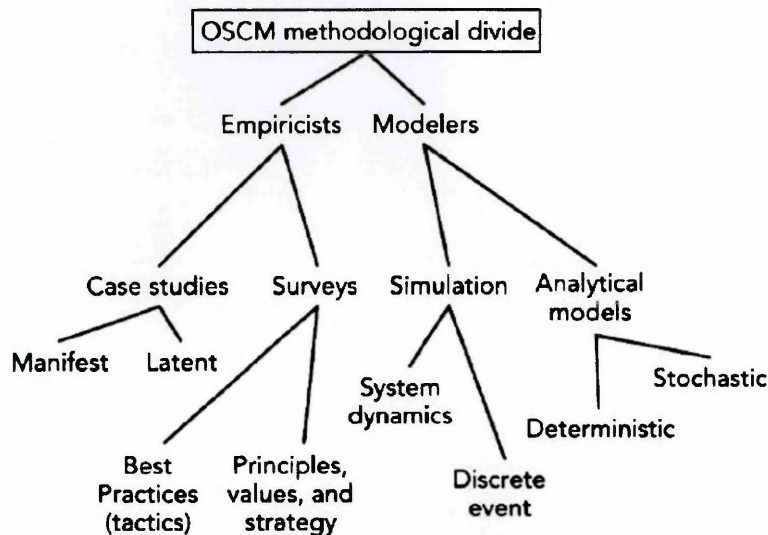 OSCM methodological divide
Empiricists
Modelers
Case studies
Surveys
Simulation
Analytical
models
Manifest
Latent
System
dynamics
Stochastic
Deterministic
Best
Practices
(tactics)
Principles,
values, and
strategy
Discrete
event